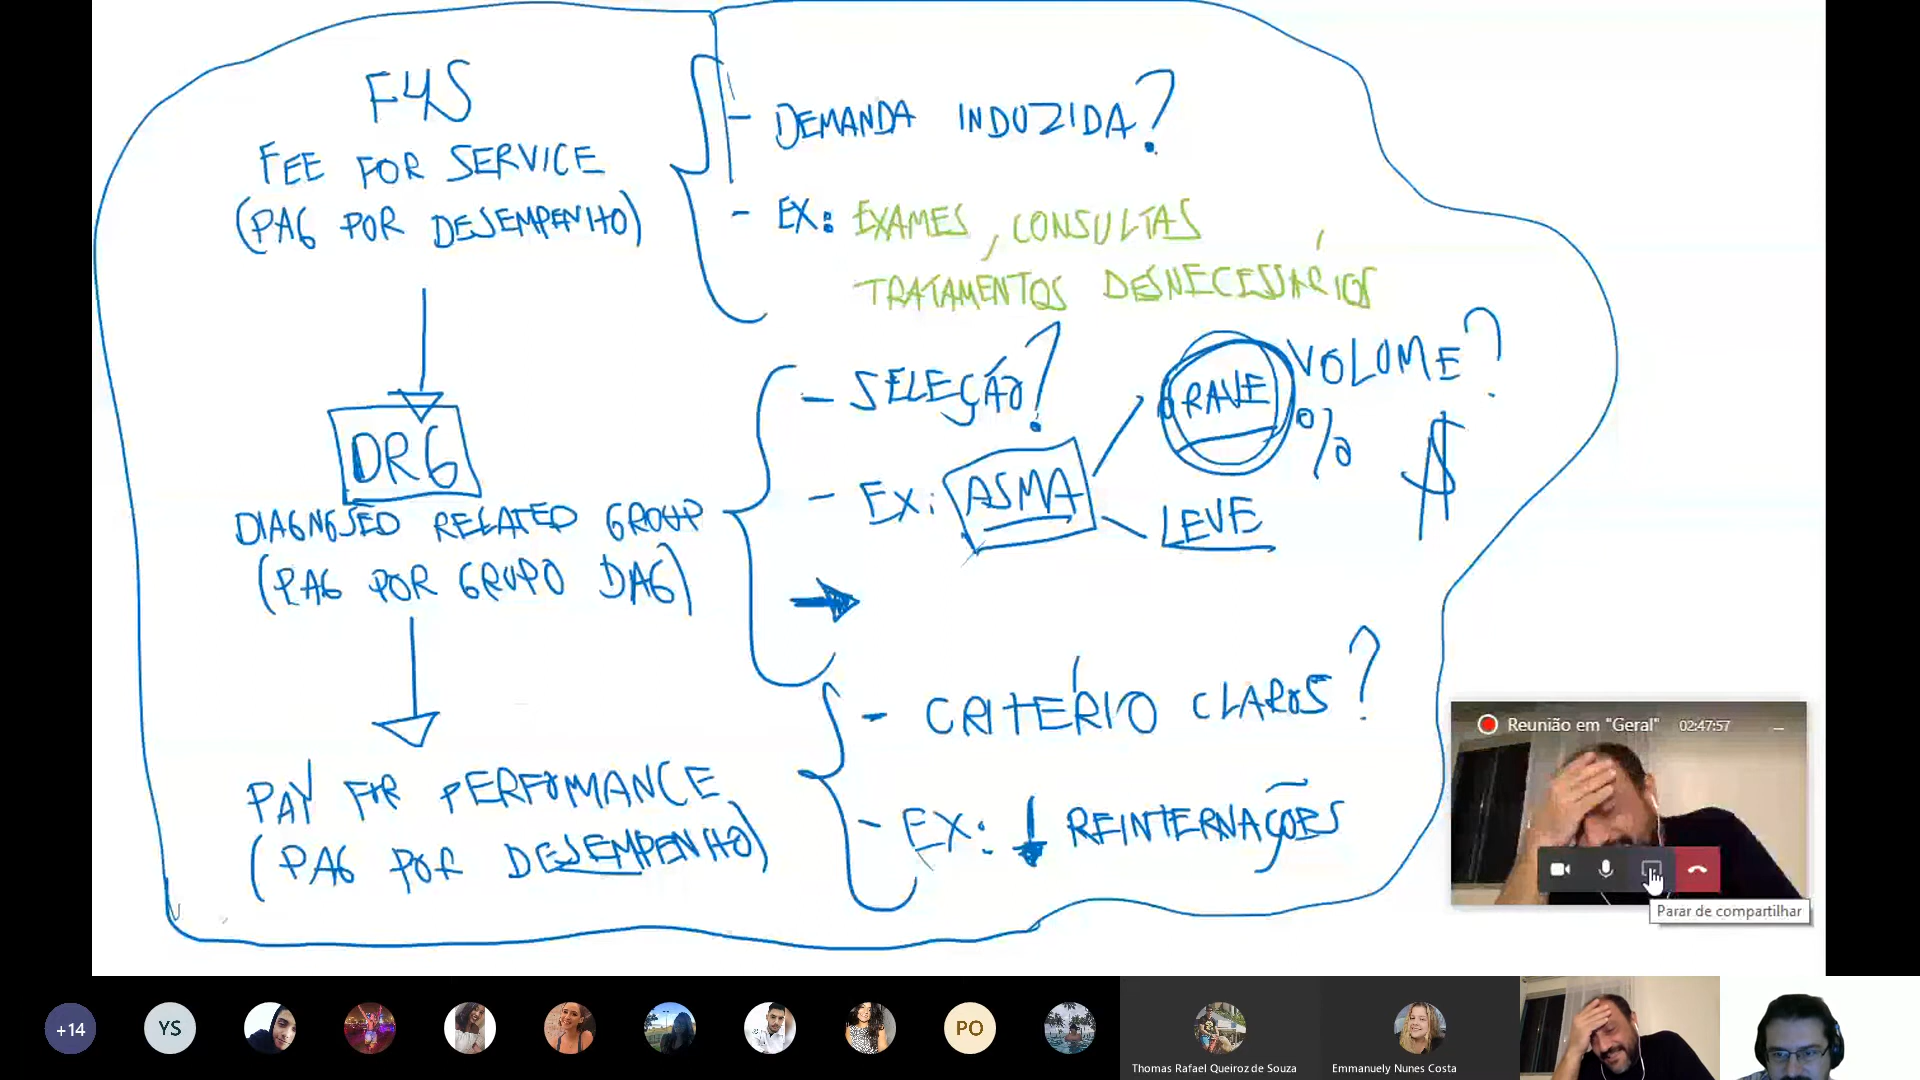 F4S
FEE FOR SERVICE
(PAG POR DESEMPENHO)
- DEMANDA INDUZIDA?
- EX: EXAMES, CONSULTAS
TRATAMENTOS DESNECESSÁRIOS
DRG
DIAGNOSED RELATED GROUP
(PAG POR GRUPO DAG)
- SELEÇÃO?
- EX: ASMA
GRAVE
VOLUME?
%
$
LEVE
PAY FOR PERFOMANCE
(PAG POR DESEMPENHO)
- CRITÉRIO CLAROS?
- EX: ↓ REINTERNAÇÕES
Reunião em "Geral" 02:47:57
Parar de compartilhar
+14
YS
PO
Thomas Rafael Queiroz de Souza
Emmanuely Nunes Costa